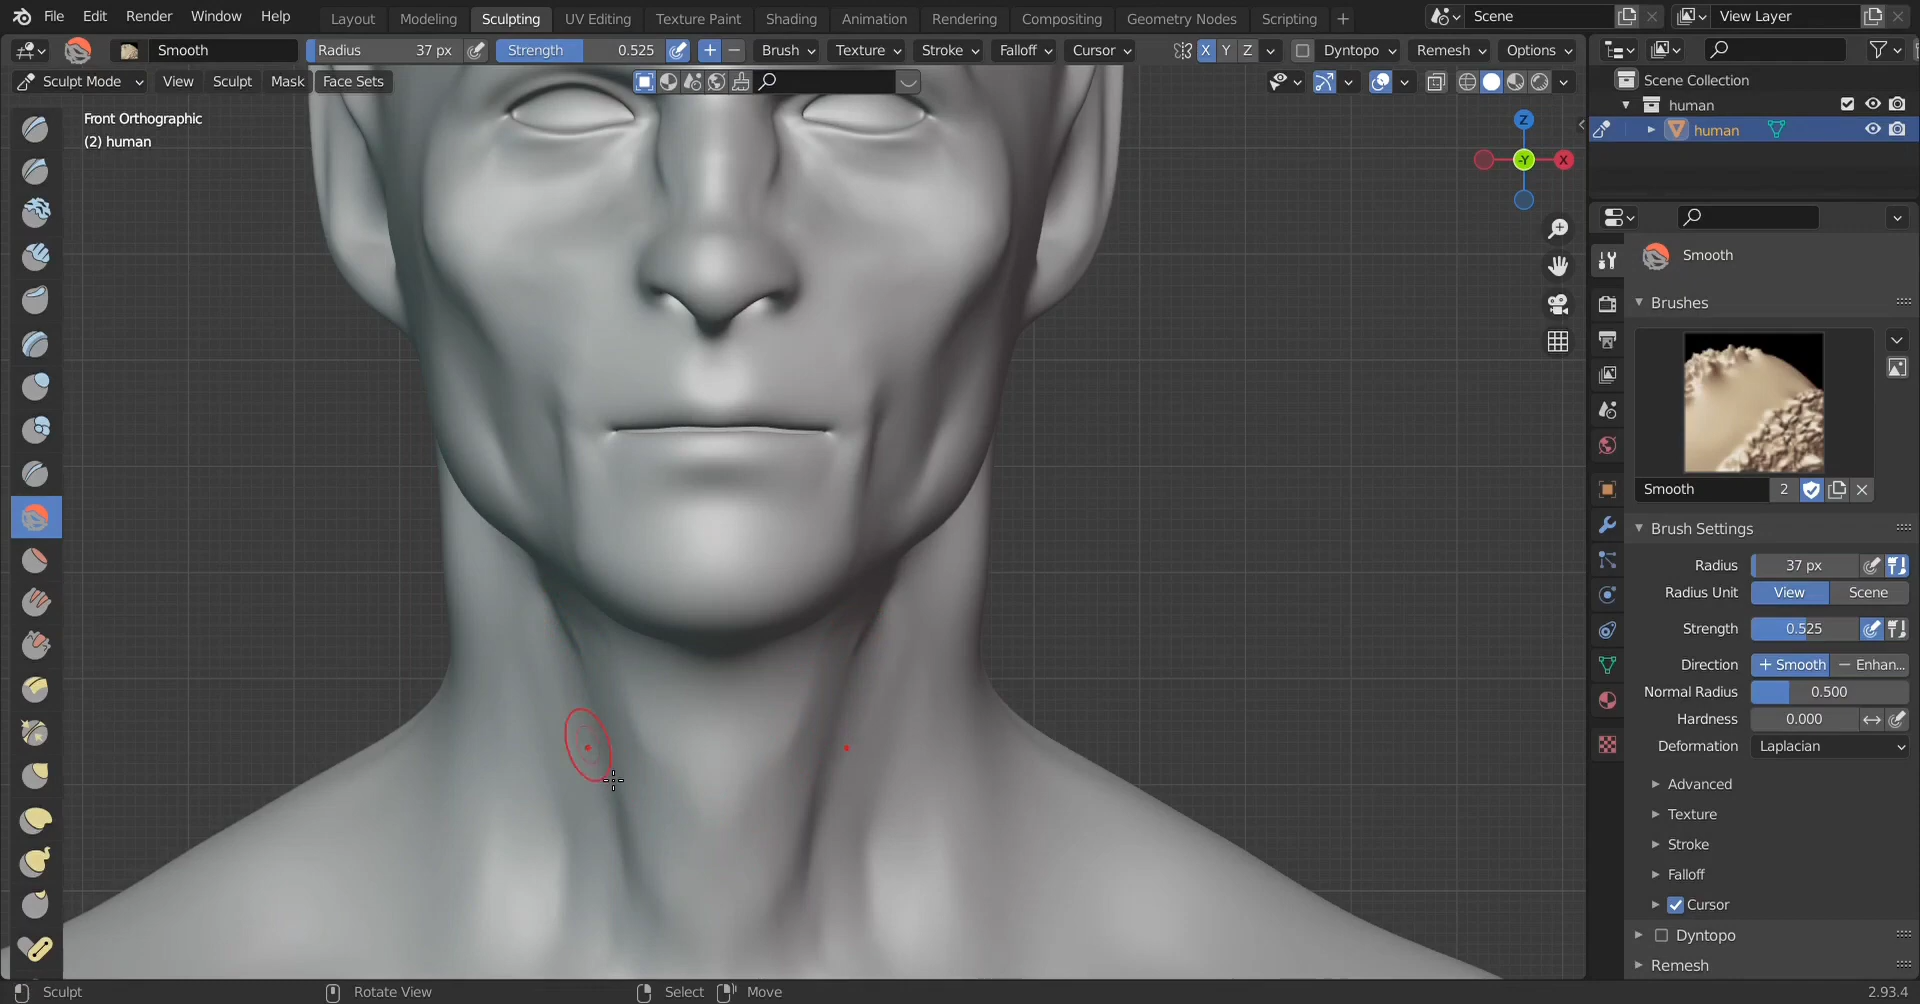 File Edit Render Window Help Layout Modeling Sculpting UV Editing Texture Paint Shading Animation Rendering Compositing Geometry Nodes Scripting + Scene View Layer
Smooth Radius 37 px Strength 0.525 + − Brush Texture Stroke Falloff Cursor X Y Z Dyntopo Remesh Options
Sculpt Mode View Sculpt Mask Face Sets
Front Orthographic
(2) human
Z
-Y X
Scene Collection
human
human
Smooth
Brushes
Smooth 2
Brush Settings
Radius 37 px
Radius Unit View Scene
Strength 0.525
Direction + Smooth − Enhan...
Normal Radius 0.500
Hardness 0.000
Deformation Laplacian
Advanced
Texture
Stroke
Falloff
Cursor
Dyntopo
Remesh
Sculpt Rotate View Select Move 2.93.4